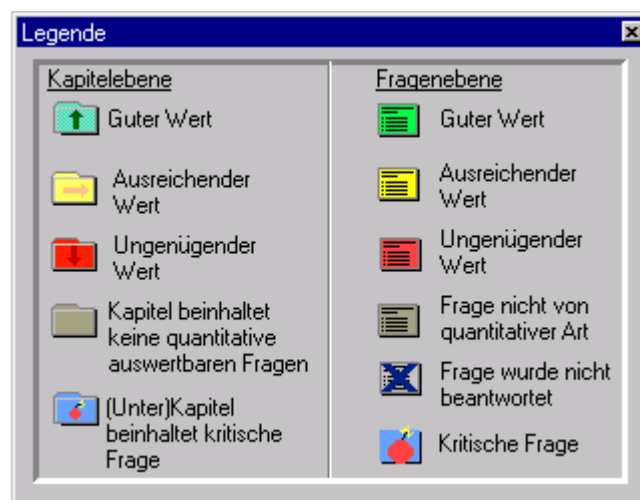 Legende
Kapitelebene
Guter Wert
Ausreichender
Wert
Ungenügender
Wert
Kapitel beinhaltet
keine quantitative
auswertbaren Fragen
(Unter)Kapitel
beinhaltet kritische
Frage
Fragenebene
Guter Wert
Ausreichender
Wert
Ungenügender
Wert
Frage nicht von
quantitativer Art
Frage wurde nicht
beantwortet
Kritische Frage